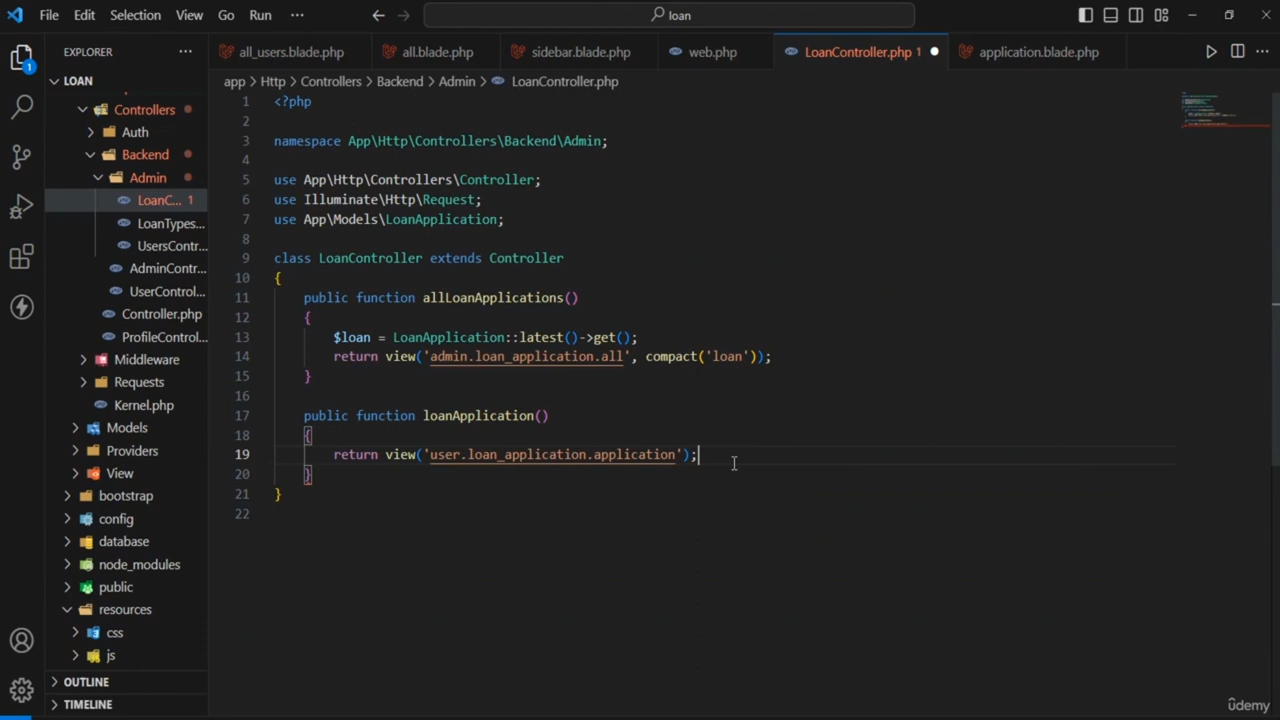 File Edit Selection View Go Run ··· loan
EXPLORER ···
all_users.blade.php all.blade.php sidebar.blade.php web.php LoanController.php 1 application.blade.php
1
LOAN
app > Http > Controllers > Backend > Admin > LoanController.php
Controllers
Auth
Backend
Admin
LoanC... 1
LoanTypes...
UsersContr...
AdminContr...
UserControl...
Controller.php
ProfileControl...
Middleware
Requests
Kernel.php
Models
Providers
View
bootstrap
config
database
node_modules
public
resources
css
js
OUTLINE
TIMELINE
1 <?php
2
3 namespace App\Http\Controllers\Backend\Admin;
4
5 use App\Http\Controllers\Controller;
6 use Illuminate\Http\Request;
7 use App\Models\LoanApplication;
8
9 class LoanController extends Controller
10 {
11 public function allLoanApplications()
12 {
13 $loan = LoanApplication::latest()->get();
14 return view('admin.loan_application.all', compact('loan'));
15 }
16
17 public function loanApplication()
18 {
19 return view('user.loan_application.application');
20 }
21 }
22
ûdemy